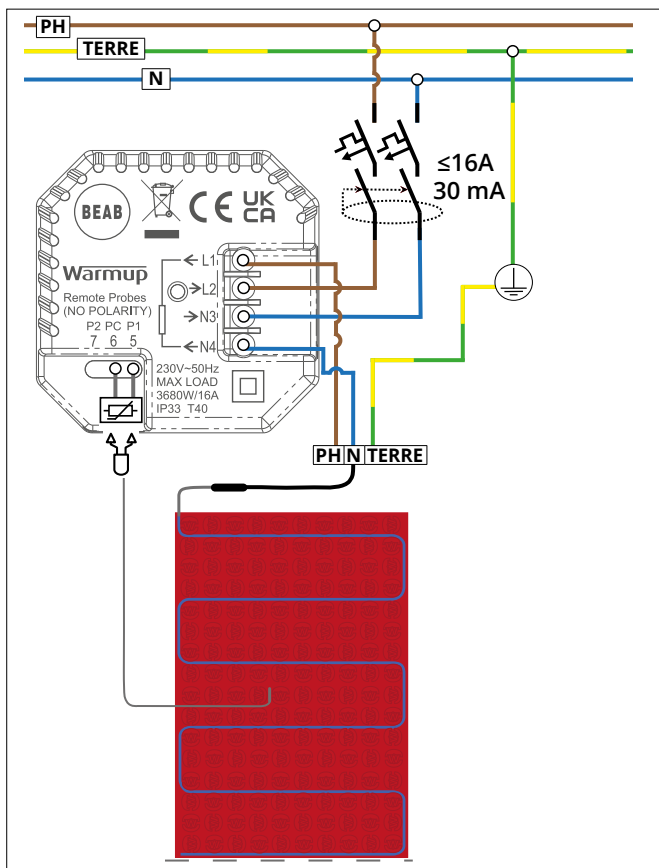 PH
TERRE
N
≤16A
30 mA
BEAB
CE
UK
CA
Warmup
Remote Probes
(NO POLARITY)
P2 PC P1
7 6 5
L1
L2
N3
N4
230V~50Hz
MAX LOAD
3680W/16A
IP33 T40
PH N TERRE